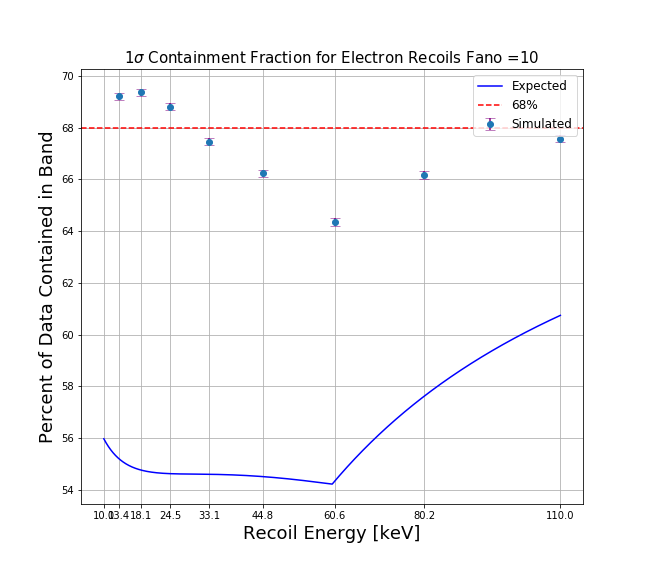 1σ Containment Fraction for Electron Recoils Fano =10
Percent of Data Contained in Band
70
68
66
64
62
60
58
56
54
Expected
68%
Simulated
10.0 13.4 18.1 24.5 33.1 44.8 60.6 80.2 110.0
Recoil Energy [keV]